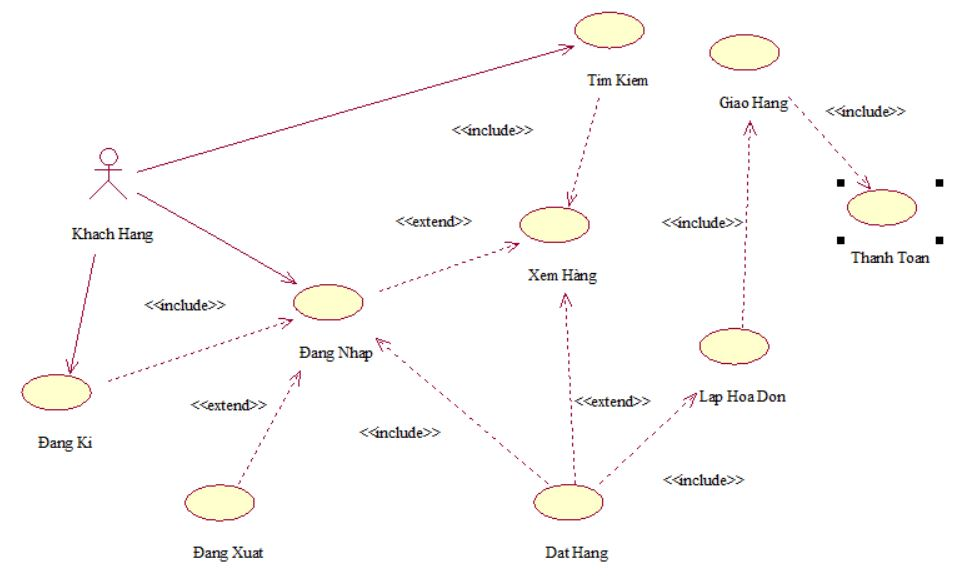 Tim Kiem
Giao Hang
<<include>>
<<include>>
Khach Hang
<<extend>>
<<include>>
Thanh Toan
Xem Hàng
<<include>>
Đang Nhap
Lap Hoa Don
<<extend>>
<<extend>>
<<include>>
Đang Ki
<<include>>
Đang Xuat
Dat Hang